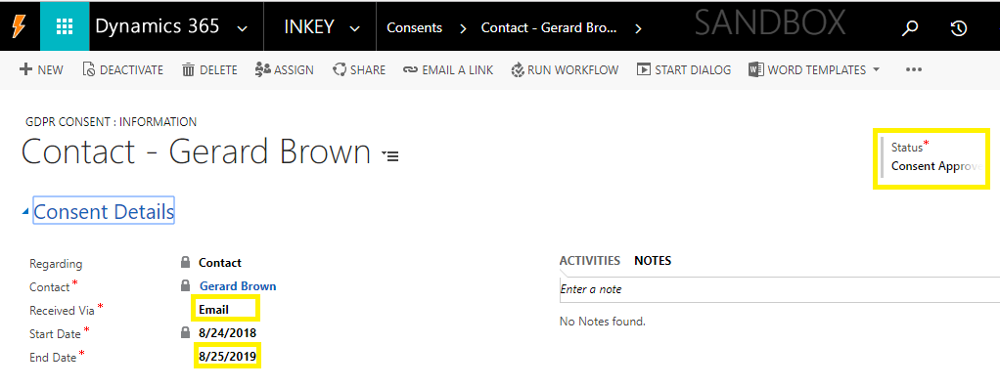 Dynamics 365 INKEY Consents Contact - Gerard Bro... SANDBOX
NEW DEACTIVATE DELETE ASSIGN SHARE EMAIL A LINK RUN WORKFLOW START DIALOG WORD TEMPLATES
GDPR CONSENT : INFORMATION
Contact - Gerard Brown
Status*
Consent Approve
Consent Details
Regarding Contact
Contact* Gerard Brown
Received Via* Email
Start Date* 8/24/2018
End Date* 8/25/2019
ACTIVITIES NOTES
Enter a note
No Notes found.